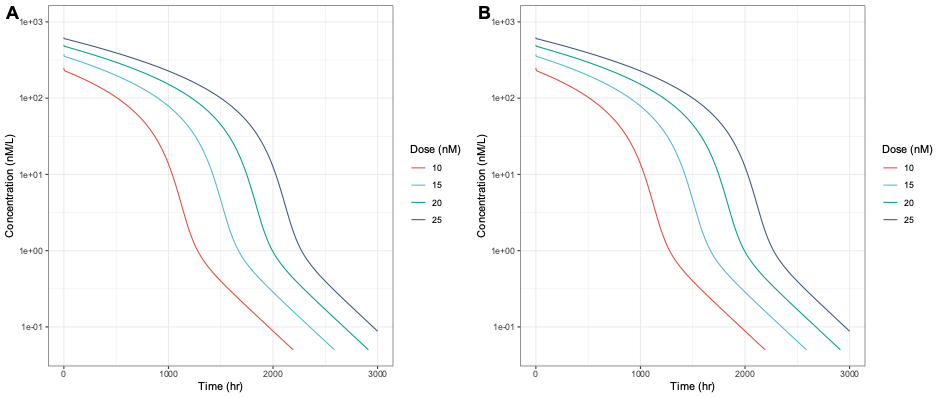 A
Concentration (nM/L)
1e+03
1e+02
1e+01
1e+00
1e-01
0
1000
2000
3000
Time (hr)
Dose (nM)
10
15
20
25
B
Concentration (nM/L)
1e+03
1e+02
1e+01
1e+00
1e-01
0
1000
2000
3000
Time (hr)
Dose (nM)
10
15
20
25